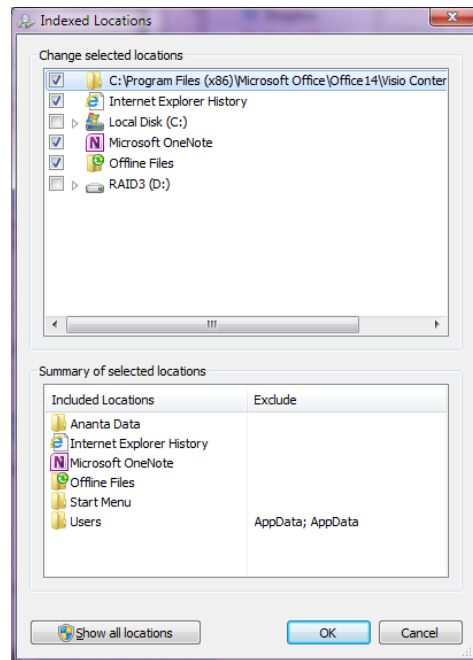 Indexed Locations
Change selected locations
C:\Program Files (x86)\Microsoft Office\Office14\Visio Conter
Internet Explorer History
Local Disk (C:)
Microsoft OneNote
Offline Files
RAID3 (D:)
Summary of selected locations
Included Locations Exclude
Ananta Data
Internet Explorer History
Microsoft OneNote
Offline Files
Start Menu
Users AppData; AppData
Show all locations OK Cancel